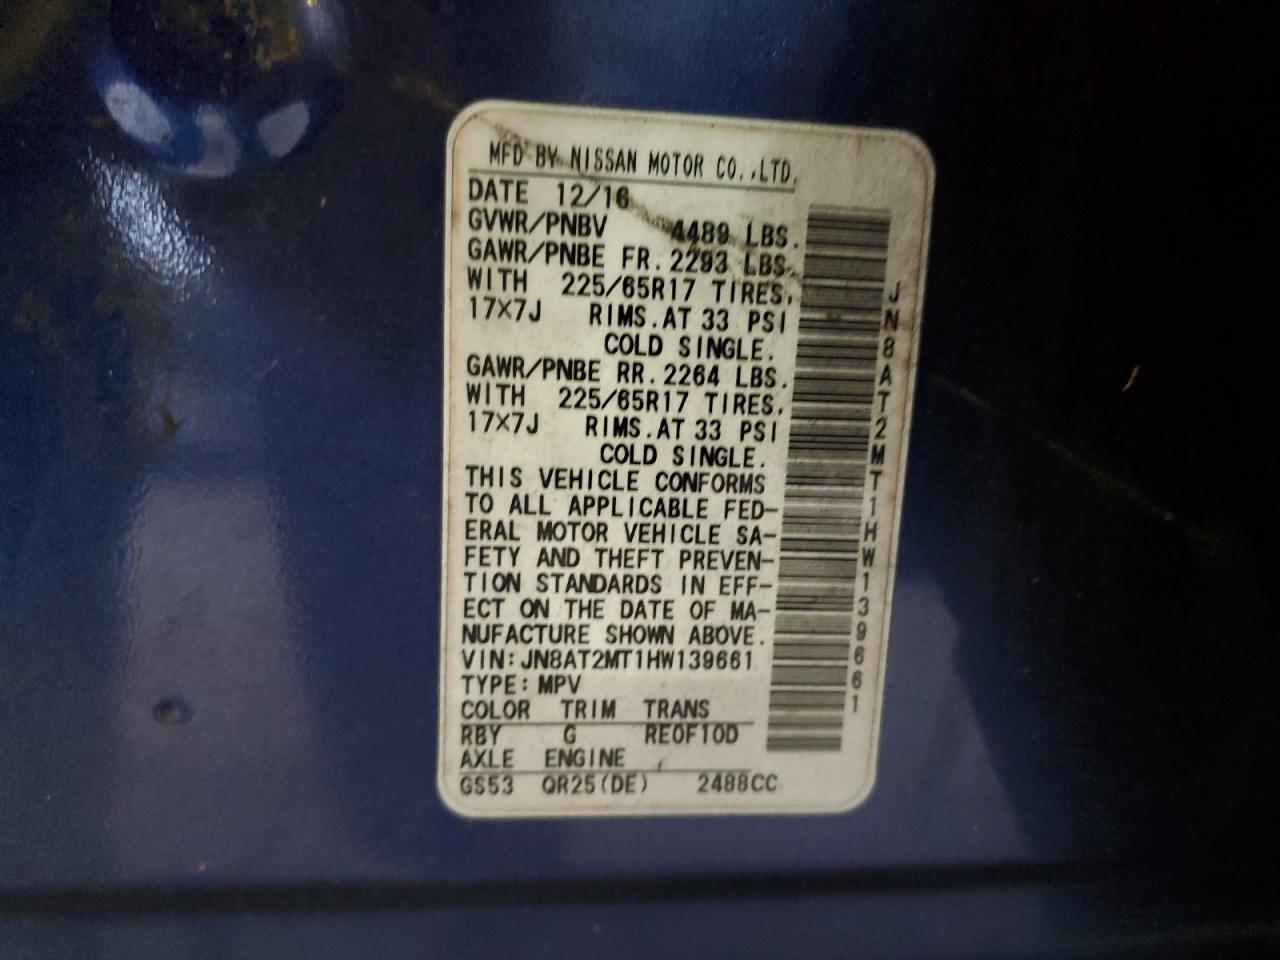 MFD BY NISSAN MOTOR CO.,LTD.
DATE 12/16
GVWR/PNBV 4489 LBS.
GAWR/PNBE FR. 2293 LBS.
WITH 225/65R17 TIRES,
17×7J RIMS.AT 33 PSI
COLD SINGLE.
GAWR/PNBE RR. 2264 LBS.
WITH 225/65R17 TIRES,
17×7J RIMS.AT 33 PSI
COLD SINGLE.
THIS VEHICLE CONFORMS
TO ALL APPLICABLE FED-
ERAL MOTOR VEHICLE SA-
FETY AND THEFT PREVEN-
TION STANDARDS IN EFF-
ECT ON THE DATE OF MA-
NUFACTURE SHOWN ABOVE.
VIN:JN8AT2MT1HW139661
TYPE:MPV
COLOR TRIM TRANS
RBY G RE0F10D
AXLE ENGINE
GS53 QR25(DE) 2488CC
JN8AT2MT1HW139661